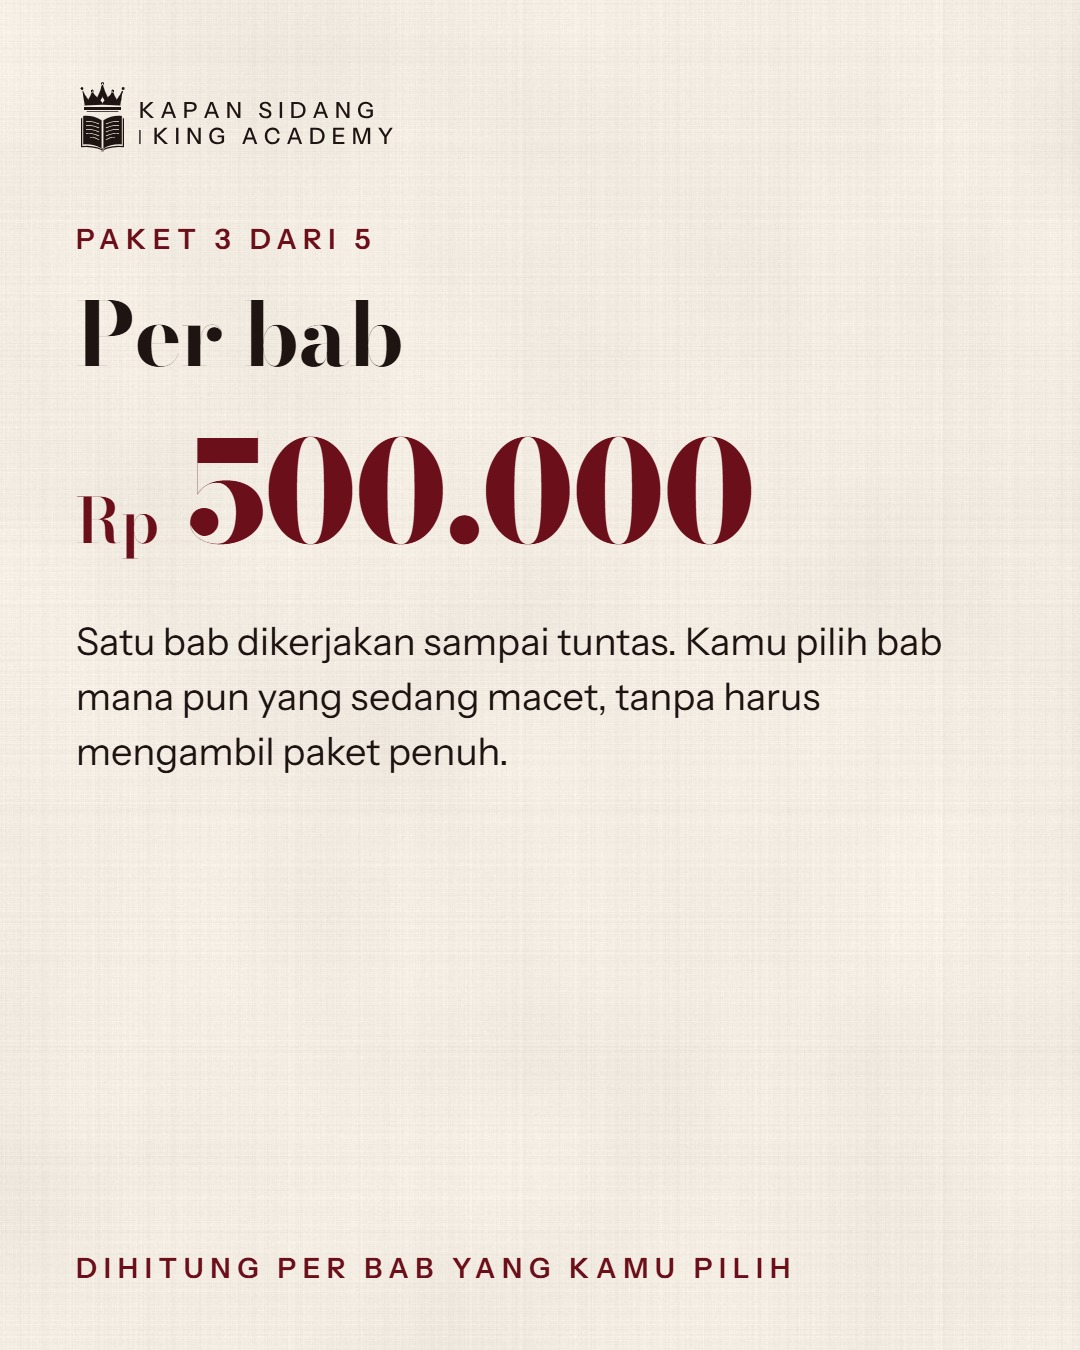 KAPAN SIDANG
| KING ACADEMY
PAKET 3 DARI 5
Per bab
Rp 500.000
Satu bab dikerjakan sampai tuntas. Kamu pilih bab
mana pun yang sedang macet, tanpa harus
mengambil paket penuh.
DIHITUNG PER BAB YANG KAMU PILIH